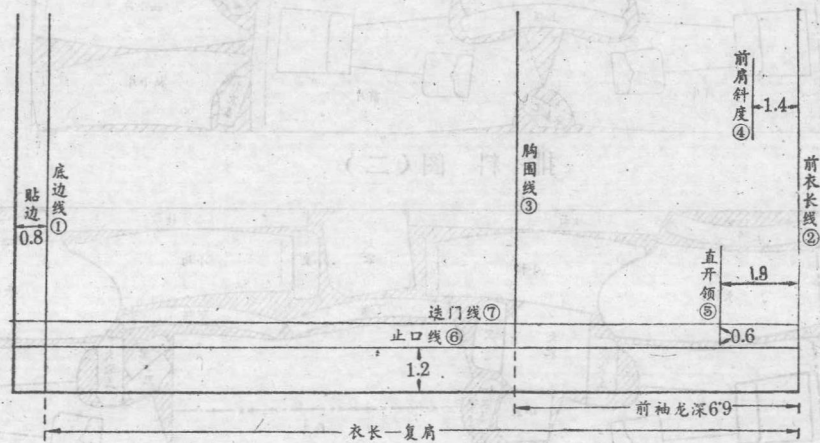 前肩斜度④
1.4
胸围线③
底边线①
贴边
0.8
前衣长线②
直开领⑤
1.8
迭门线⑦
止口线⑥
0.6
1.2
前袖龙深6.9
衣长一复肩